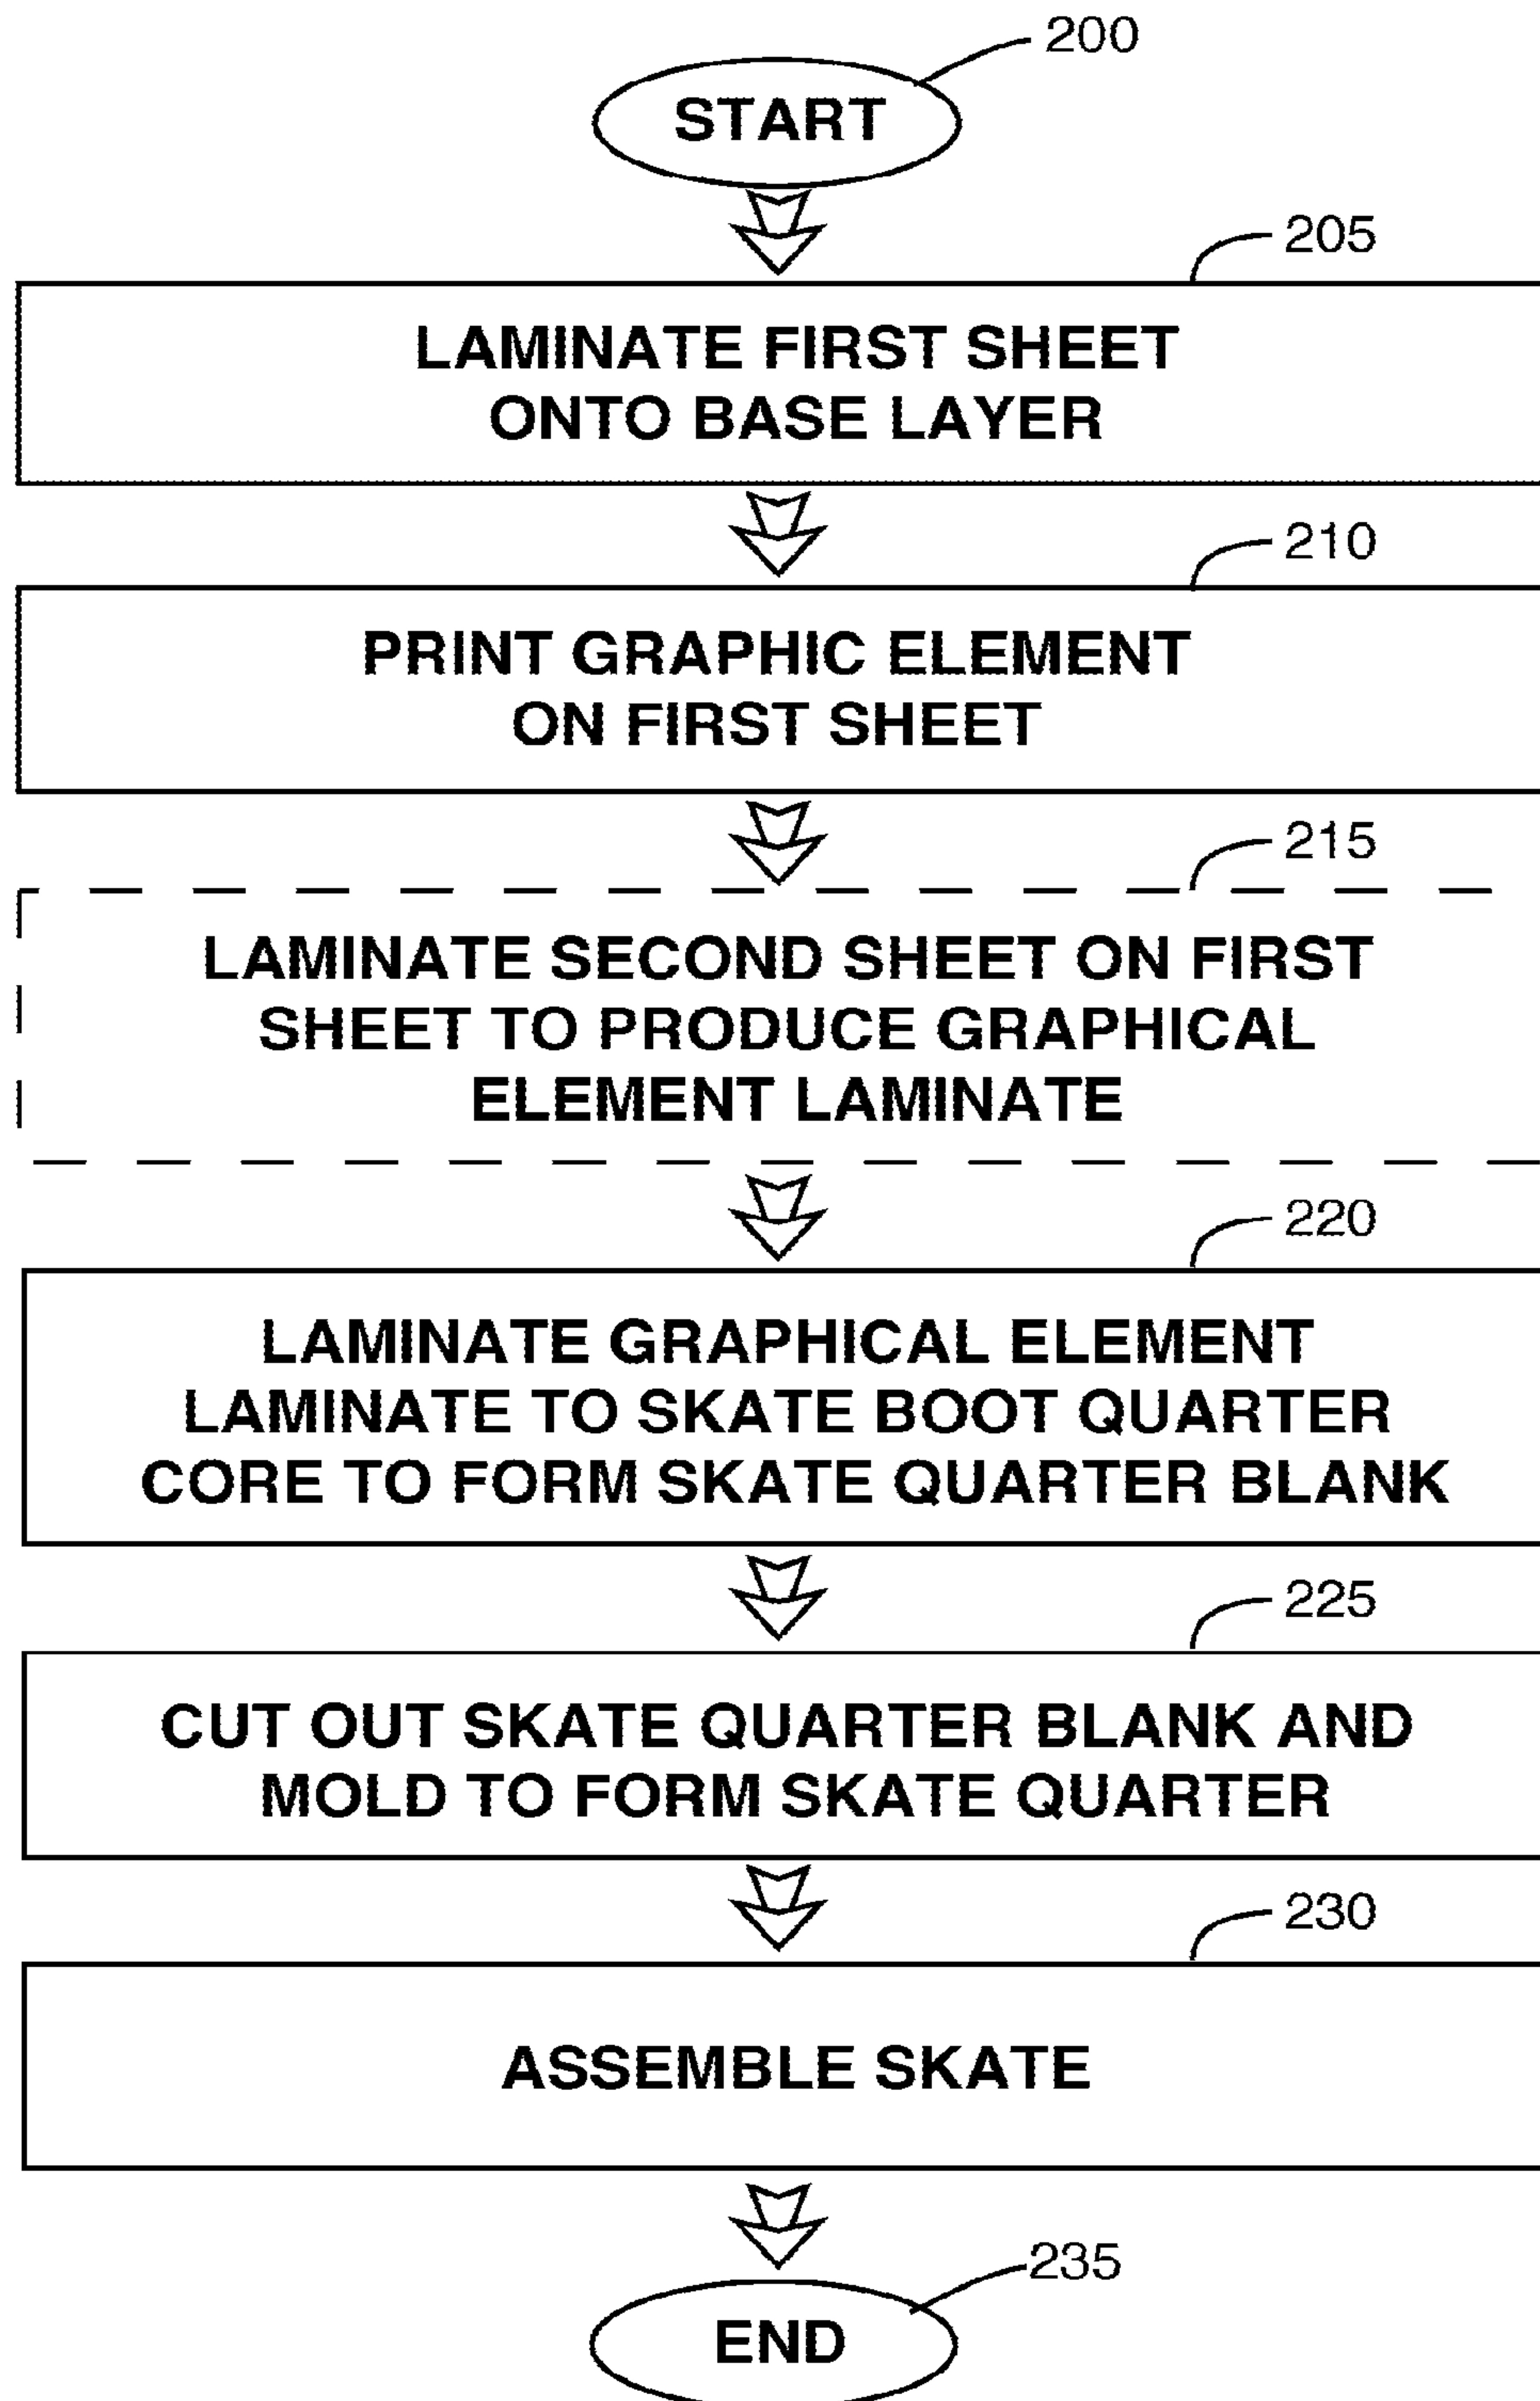 200
START
205
LAMINATE FIRST SHEET
ONTO BASE LAYER
210
PRINT GRAPHIC ELEMENT
ON FIRST SHEET
215
LAMINATE SECOND SHEET ON FIRST
SHEET TO PRODUCE GRAPHICAL
ELEMENT LAMINATE
220
LAMINATE GRAPHICAL ELEMENT
LAMINATE TO SKATE BOOT QUARTER
CORE TO FORM SKATE QUARTER BLANK
225
CUT OUT SKATE QUARTER BLANK AND
MOLD TO FORM SKATE QUARTER
230
ASSEMBLE SKATE
235
END